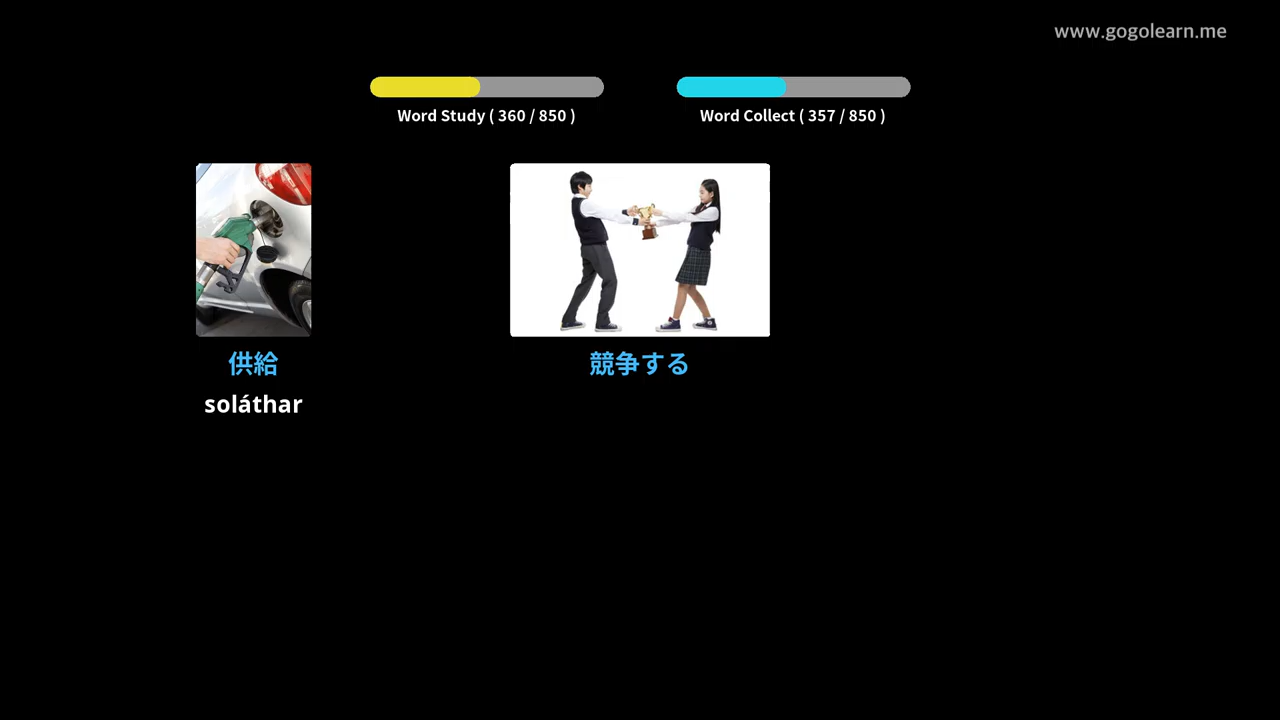 www.gogolearn.me
Word Study ( 360 / 850 )
Word Collect ( 357 / 850 )
供給
soláthar
競争する